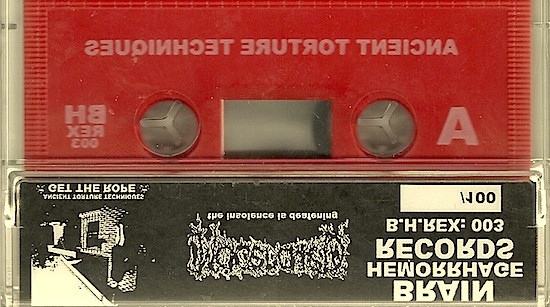 ANCIENT TORTURE TECHNIQUES
BH
REX
003
A
BRAIN
HEMORRHAGE
RECORDS
B.H.REX: 003
/100
the insolence is deafening
ANCIENT TORTURE TECHNIQUES
GET THE ROPE